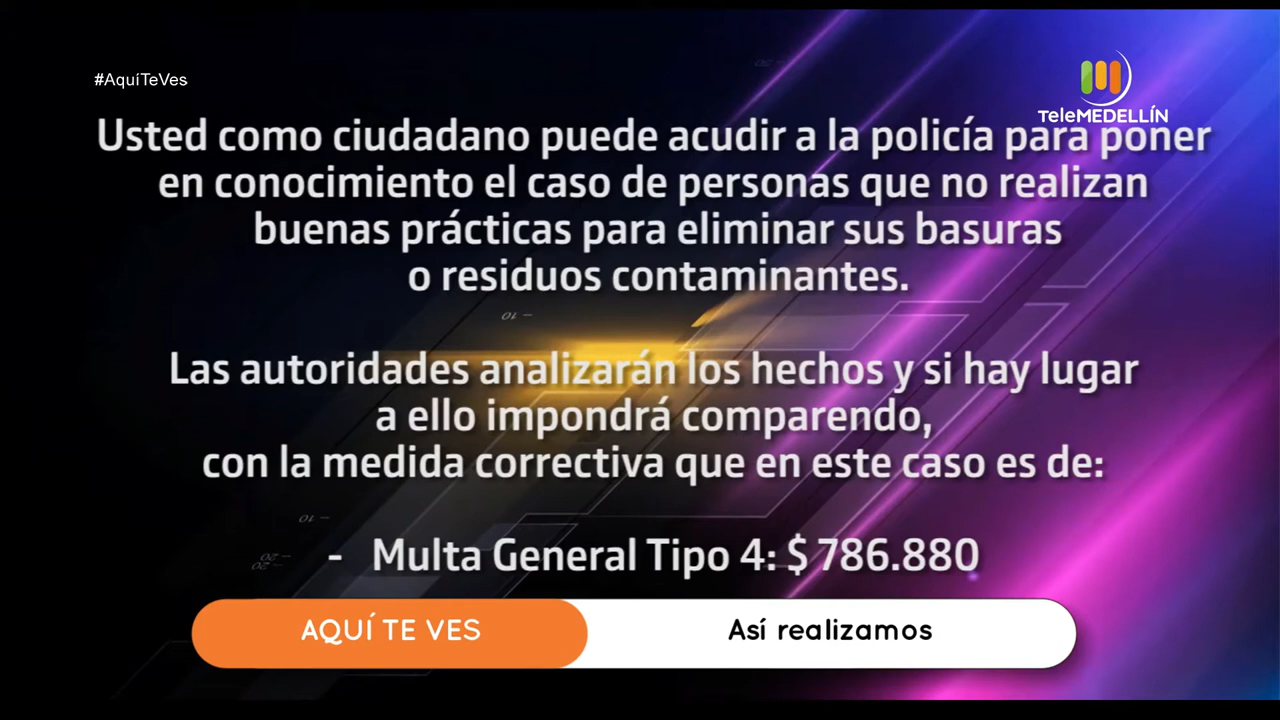 #AquíTeVes
TeleMEDELLÍN
Usted como ciudadano puede acudir a la policía para poner
en conocimiento el caso de personas que no realizan
buenas prácticas para eliminar sus basuras
o residuos contaminantes.
Las autoridades analizarán los hechos y si hay lugar
a ello impondrá comparendo,
con la medida correctiva que en este caso es de:
- Multa General Tipo 4: $ 786.880
AQUÍ TE VES
Así realizamos